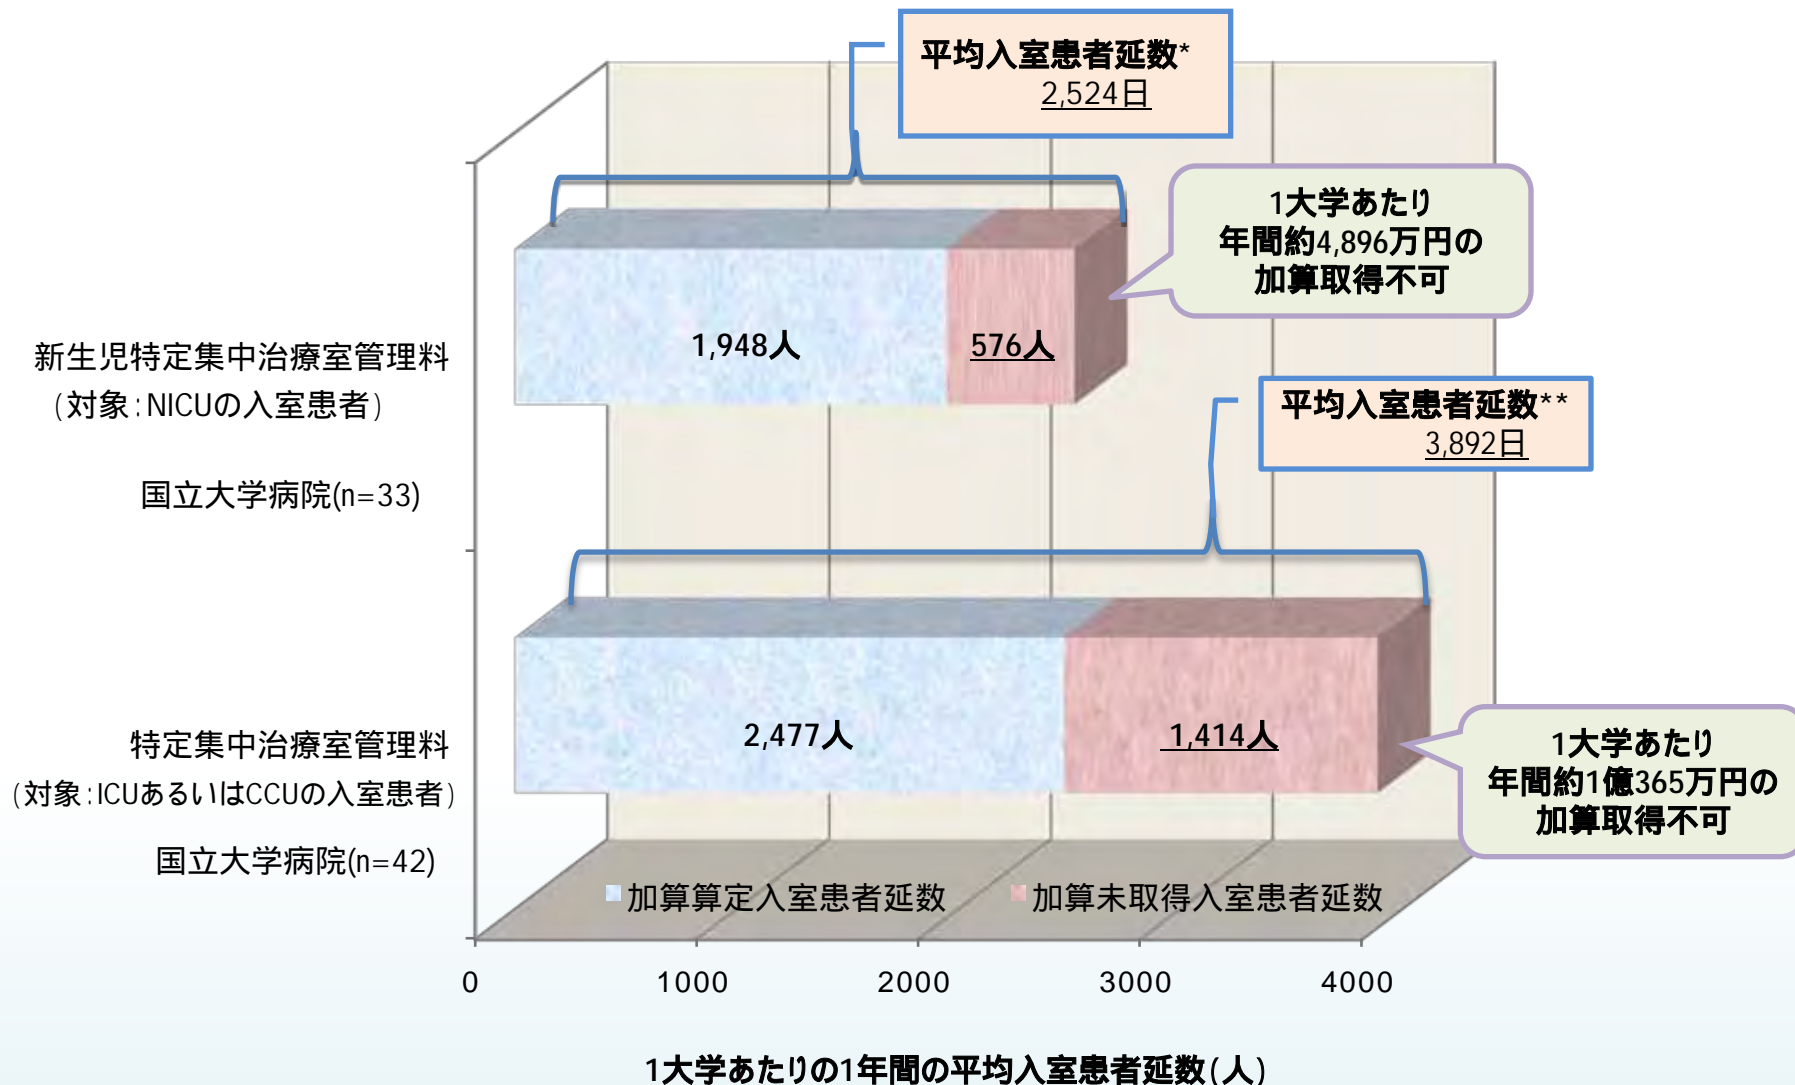 平均入室患者延数*
2,524日
1大学あたり
年間約4,896万円の
加算取得不可
1,948人
576人
新生児特定集中治療室管理料
(対象:NICUの入室患者)
国立大学病院(n=33)
平均入室患者延数**
3,892日
2,477人
1,414人
特定集中治療室管理料
(対象:ICUあるいはCCUの入室患者)
国立大学病院(n=42)
1大学あたり
年間約1億365万円の
加算取得不可
加算算定入室患者延数
加算未取得入室患者延数
0 1000 2000 3000 4000
1大学あたりの1年間の平均入室患者延数(人)